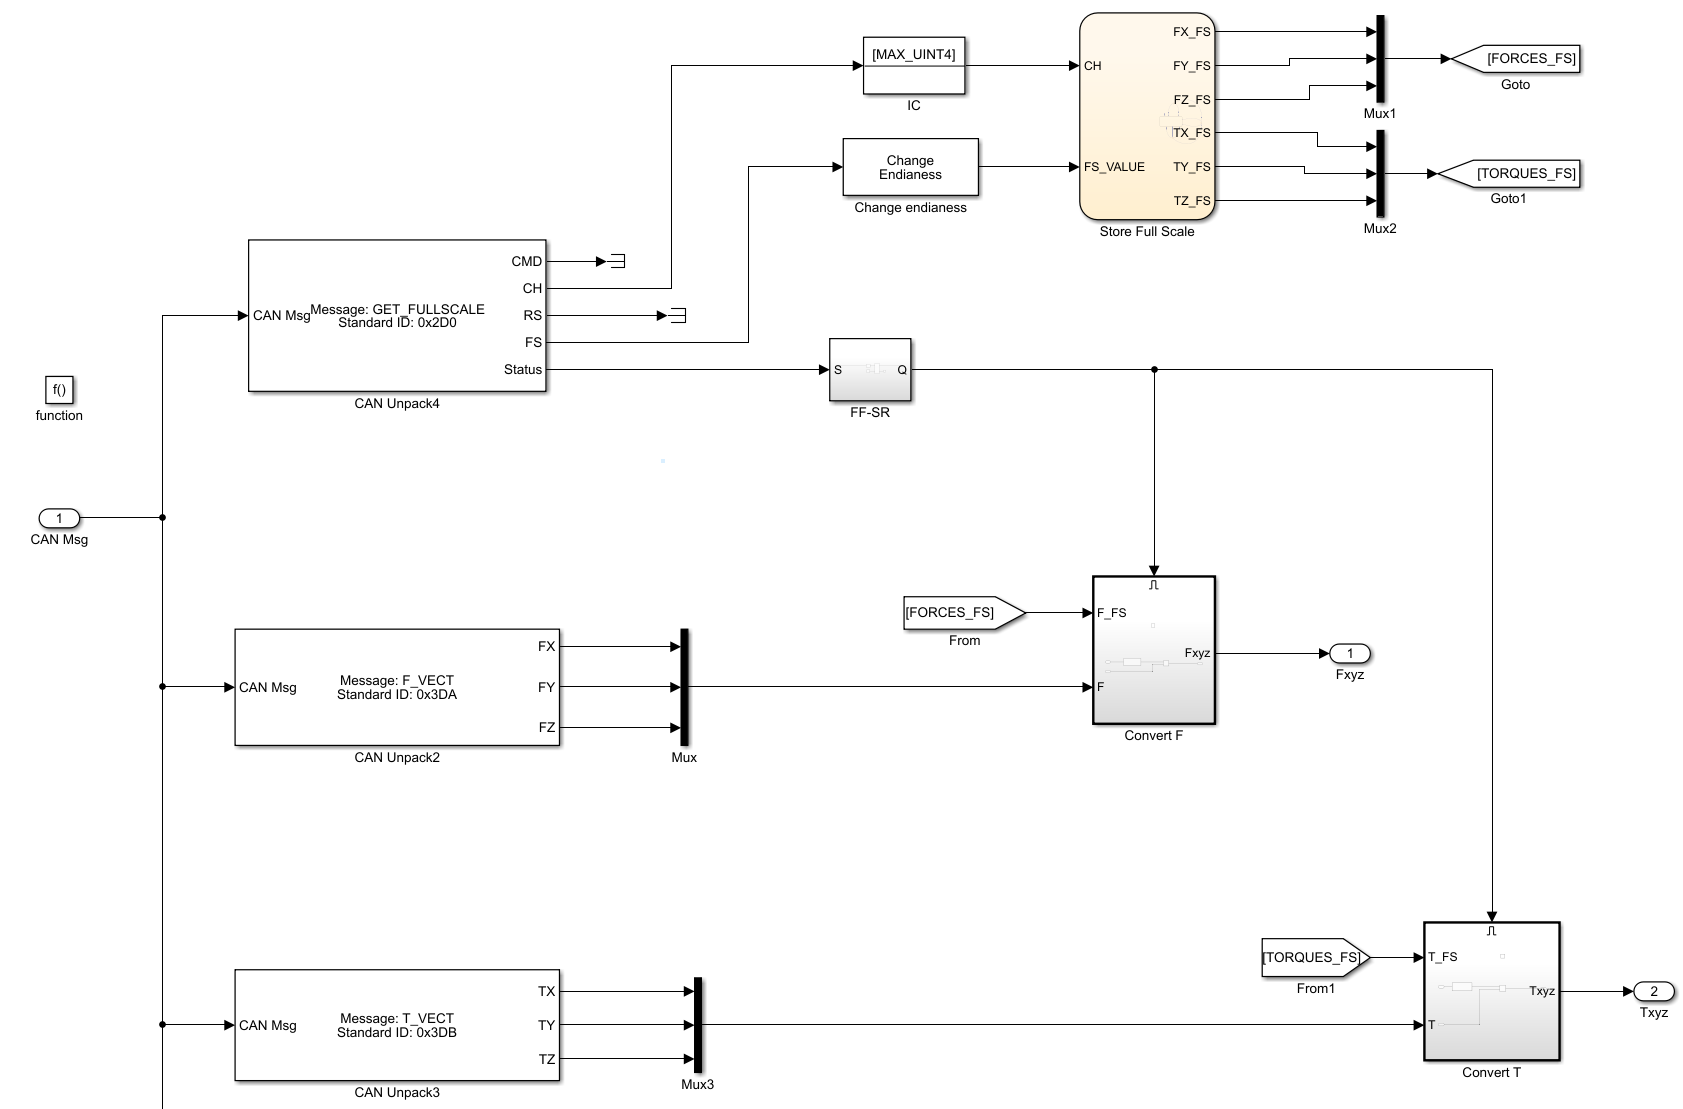 [MAX_UINT4]
IC
CH
FS_VALUE
FX_FS
FY_FS
FZ_FS
TX_FS
TY_FS
TZ_FS
Store Full Scale
Mux1
[FORCES_FS]
Goto
Mux2
[TORQUES_FS]
Goto1
Change
Endianess
Change endianess
CAN Msg
Message: GET_FULLSCALE
Standard ID: 0x2D0
CMD
CH
RS
FS
Status
CAN Unpack4
S
Q
FF-SR
f()
function
1
CAN Msg
[FORCES_FS]
From
F_FS
F
Fxyz
Convert F
1
Fxyz
CAN Msg
Message: F_VECT
Standard ID: 0x3DA
FX
FY
FZ
CAN Unpack2
Mux
[TORQUES_FS]
From1
T_FS
T
Txyz
Convert T
2
Txyz
CAN Msg
Message: T_VECT
Standard ID: 0x3DB
TX
TY
TZ
CAN Unpack3
Mux3